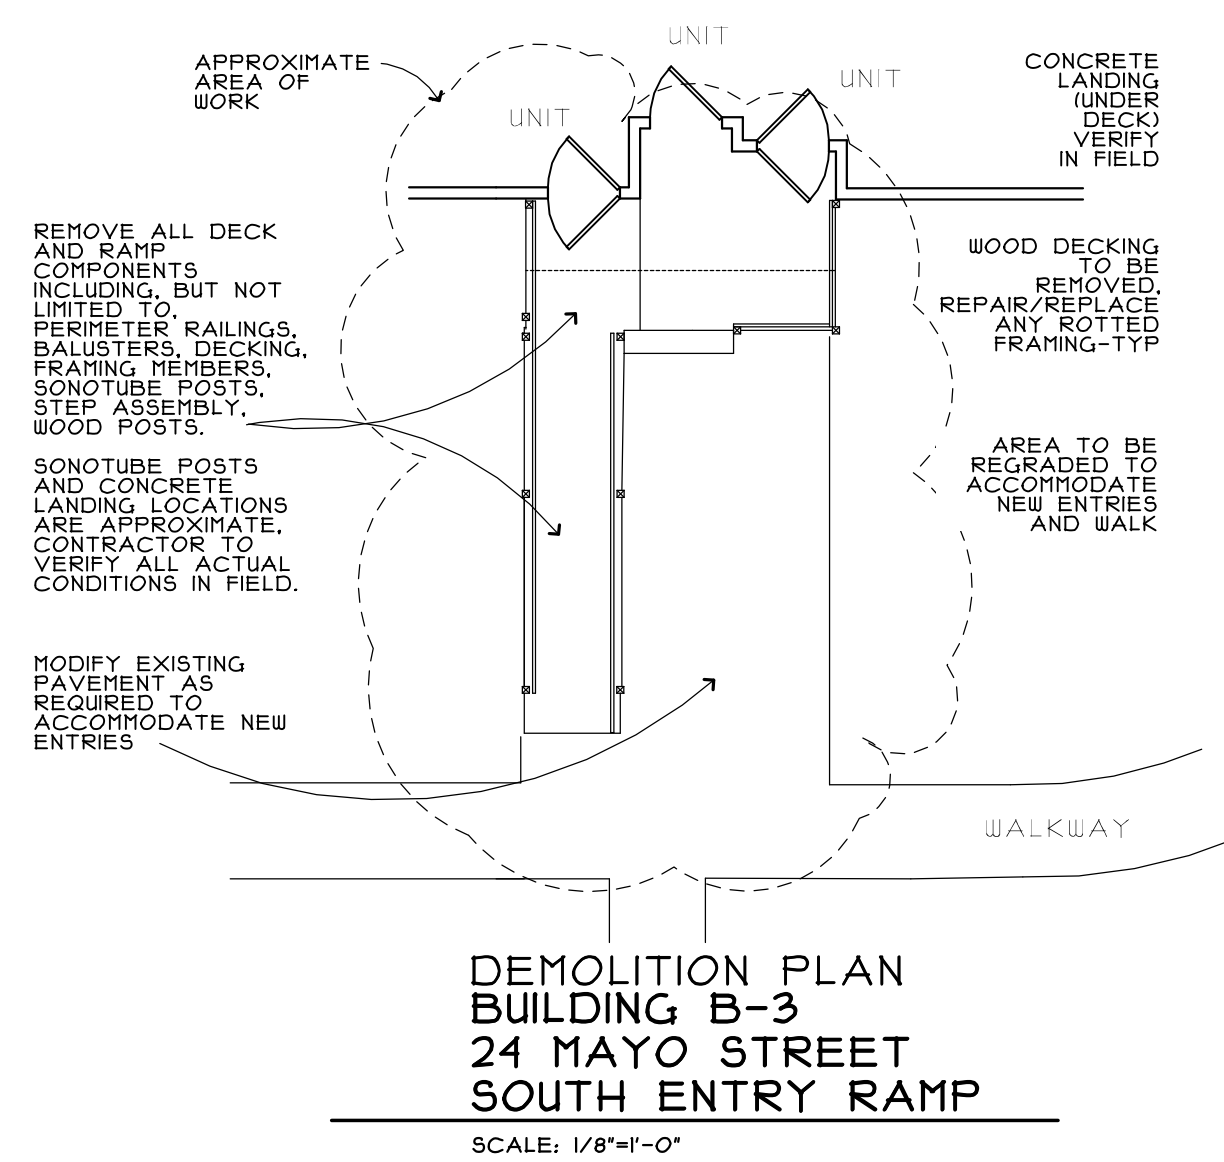 UNIT
UNIT
UNIT
APPROXIMATE
AREA OF
WORK
CONCRETE
LANDING
(UNDER
DECK)
VERIFY
IN FIELD
REMOVE ALL DECK
AND RAMP
COMPONENTS
INCLUDING, BUT NOT
LIMITED TO,
PERIMETER RAILINGS,
BALUSTERS, DECKING,
FRAMING MEMBERS,
SONOTUBE POSTS,
STEP ASSEMBLY,
WOOD POSTS.
WOOD DECKING
TO BE
REMOVED,
REPAIR/REPLACE
ANY ROTTED
FRAMING-TYP
SONOTUBE POSTS
AND CONCRETE
LANDING LOCATIONS
ARE APPROXIMATE,
CONTRACTOR TO
VERIFY ALL ACTUAL
CONDITIONS IN FIELD.
AREA TO BE
REGRADED TO
ACCOMMODATE
NEW ENTRIES
AND WALK
MODIFY EXISTING
PAVEMENT AS
REQUIRED TO
ACCOMMODATE NEW
ENTRIES
WALKWAY
DEMOLITION PLAN
BUILDING B-3
24 MAYO STREET
SOUTH ENTRY RAMP
SCALE: 1/8"=1'-0"